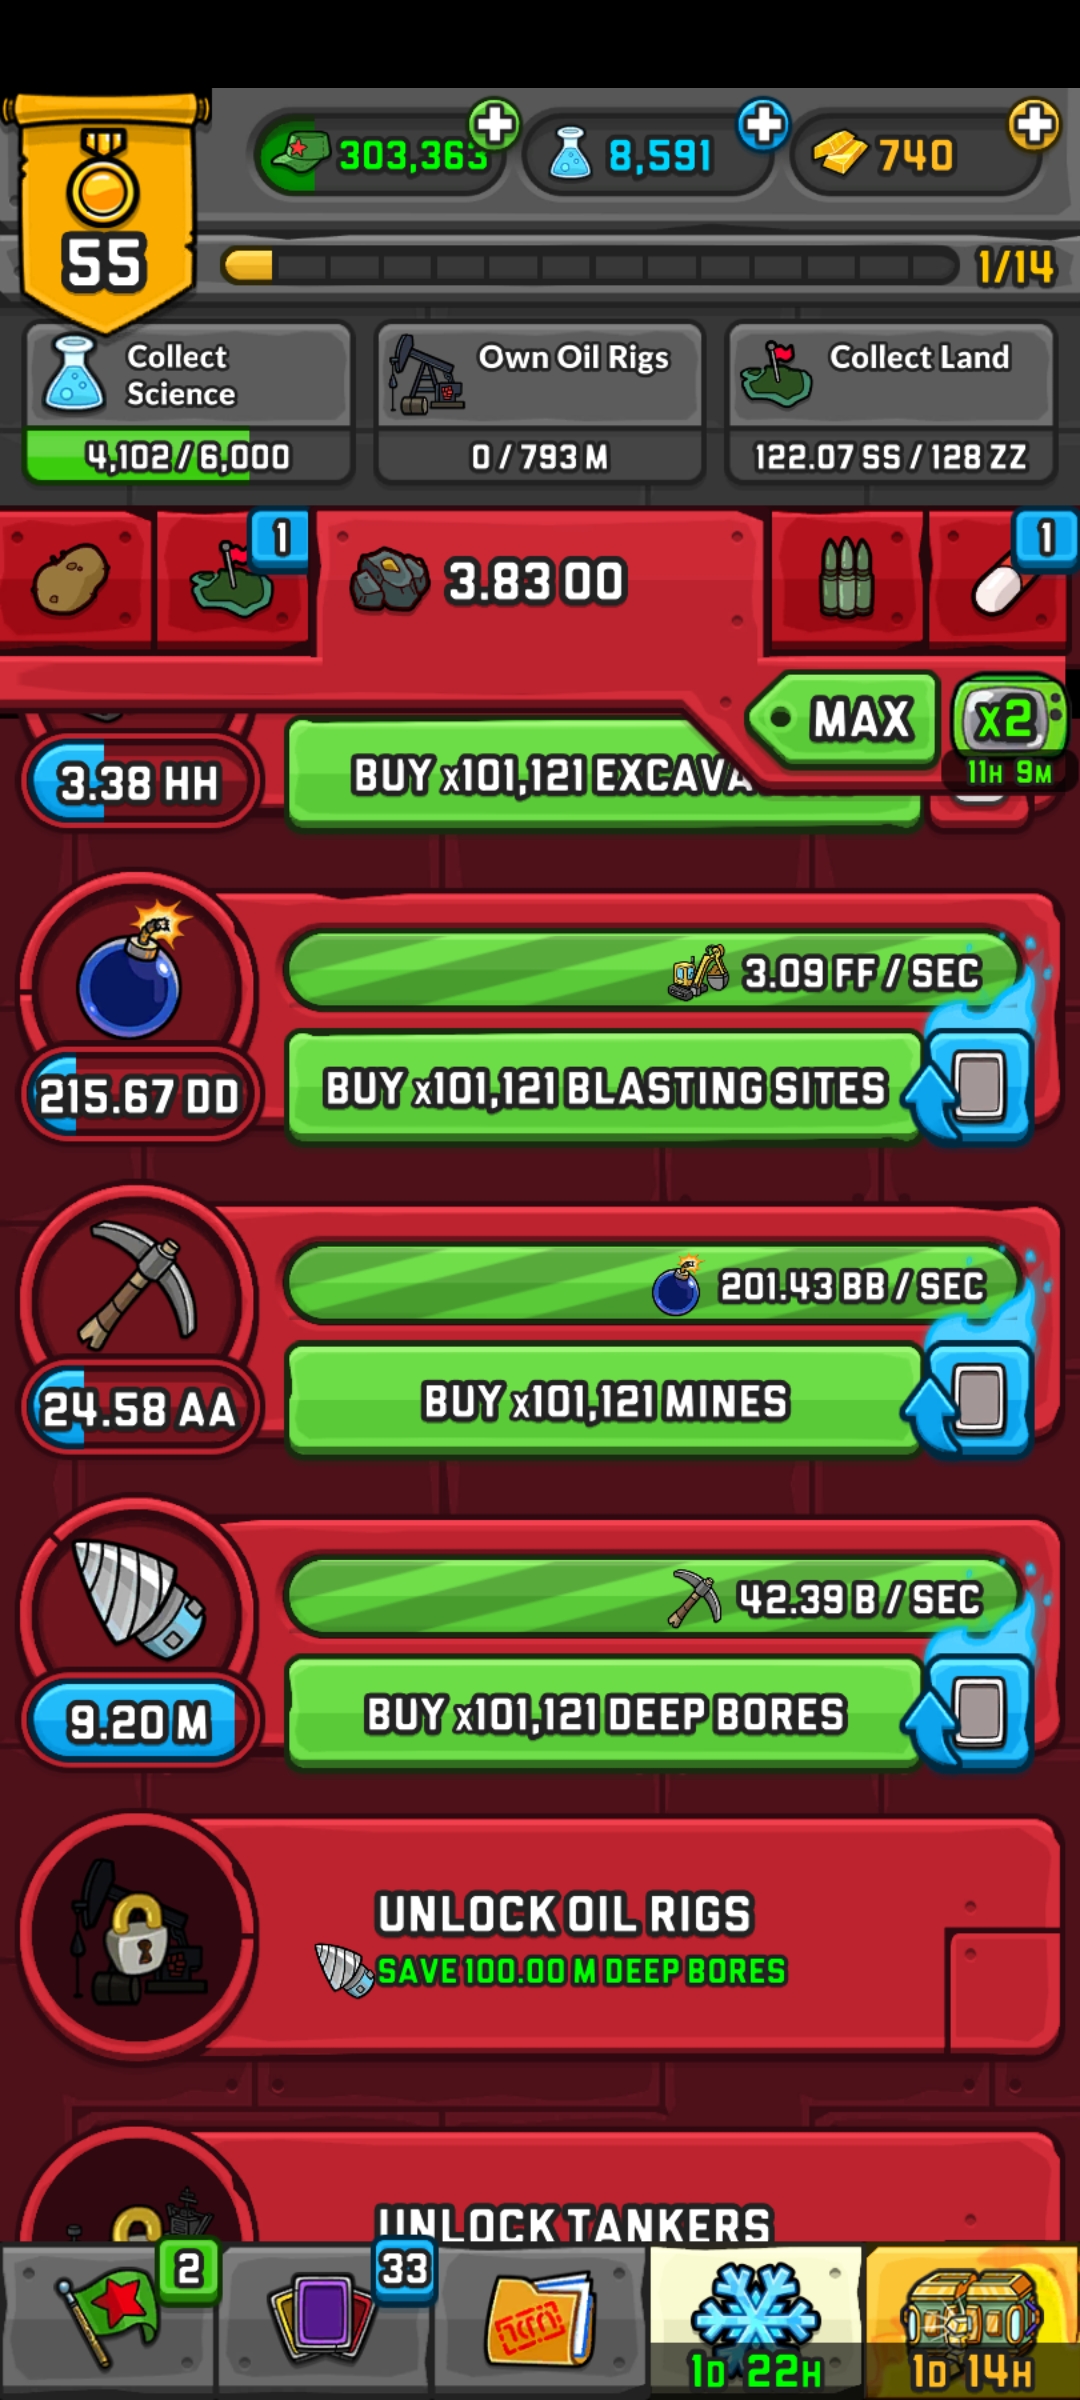 55
303,363
8,591
740
1/14
Collect
Science
4,102/6,000
Own Oil Rigs
0/793 M
Collect Land
122.07 SS/128 ZZ
1
3.83 OO
1
MAX
x2
11H 9M
3.38 HH
BUY x101,121 EXCAVA
3.09 FF/SEC
215.67 DD
BUY x101,121 BLASTING SITES
201.43 BB/SEC
24.58 AA
BUY x101,121 MINES
42.39 B/SEC
9.20 M
BUY x101,121 DEEP BORES
UNLOCK OIL RIGS
SAVE 100.00 M DEEP BORES
UNLOCK TANKERS
2
33
1D 22H
1D 14H